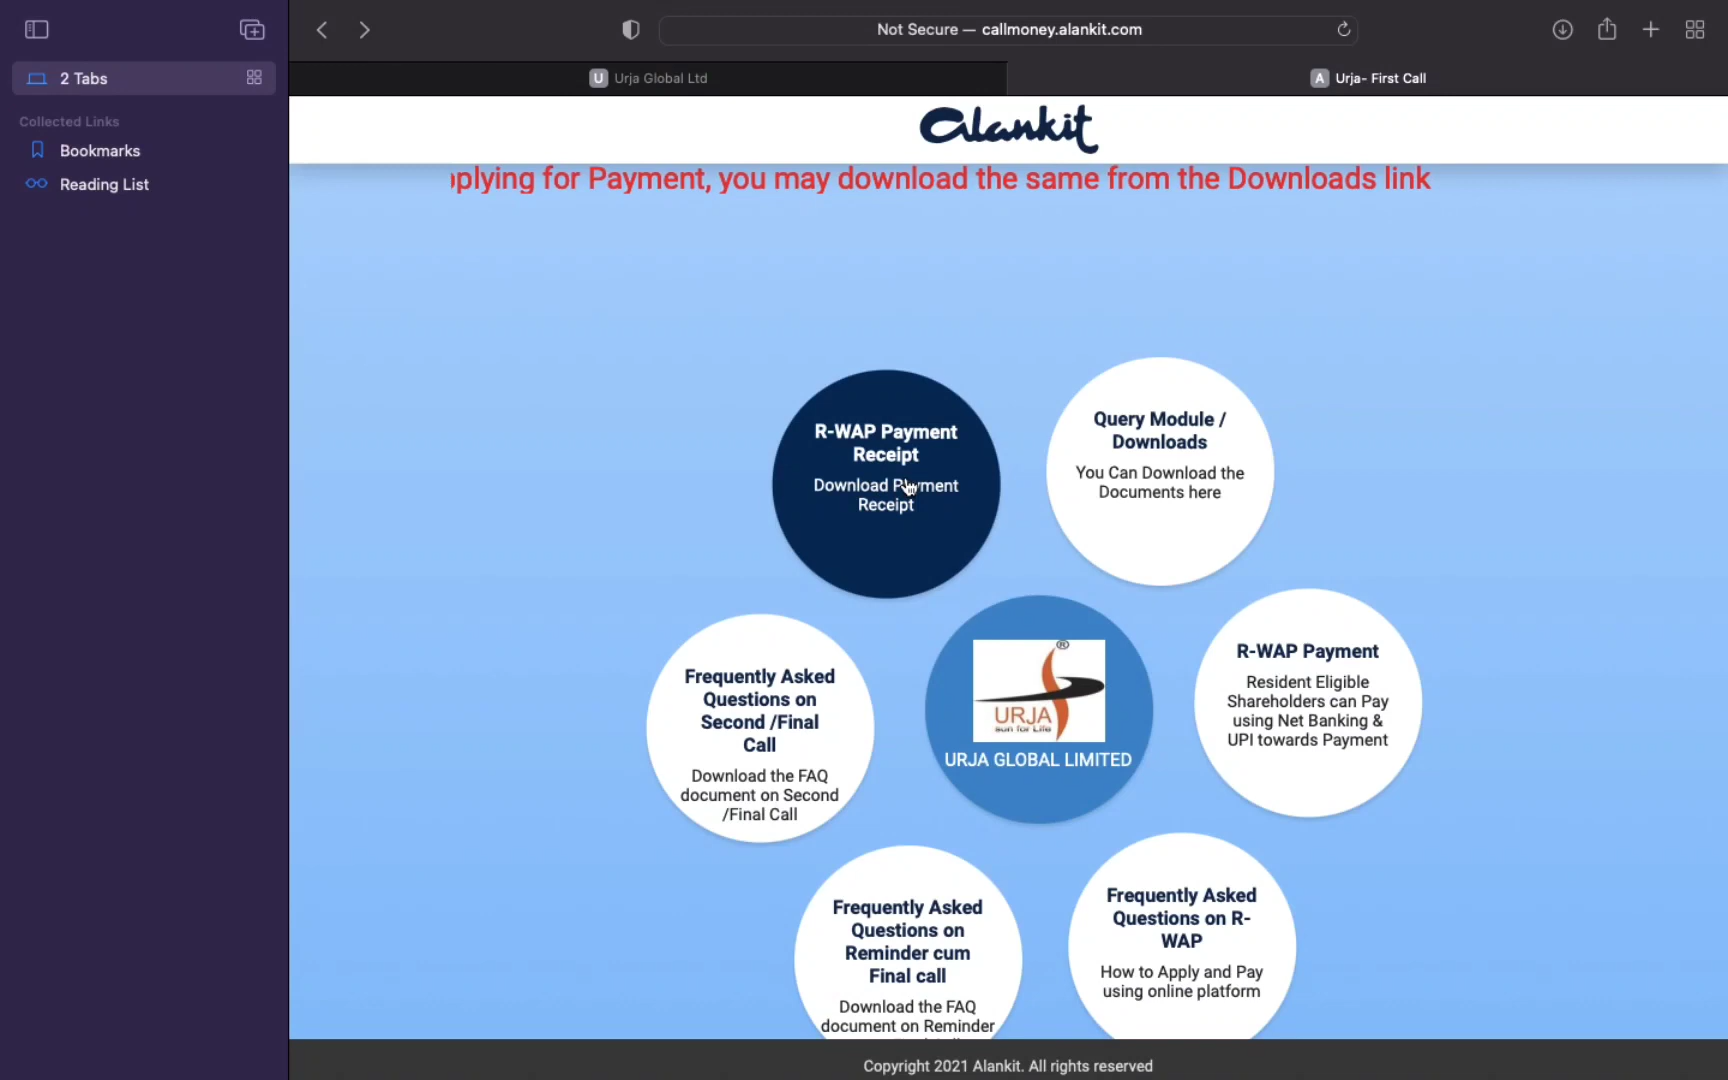 2 Tabs
Collected Links
Bookmarks
Reading List
Not Secure — callmoney.alankit.com
U Urja Global Ltd
A Urja- First Call
alankit
plying for Payment, you may download the same from the Downloads link
R-WAP Payment
Receipt
Download Payment
Receipt
Query Module /
Downloads
You Can Download the
Documents here
Frequently Asked
Questions on
Second /Final
Call
Download the FAQ
document on Second
/Final Call
®
URJA
sun for Life
URJA GLOBAL LIMITED
R-WAP Payment
Resident Eligible
Shareholders can Pay
using Net Banking &
UPI towards Payment
Frequently Asked
Questions on
Reminder cum
Final call
Download the FAQ
document on Reminder
Frequently Asked
Questions on R-
WAP
How to Apply and Pay
using online platform
Copyright 2021 Alankit. All rights reserved